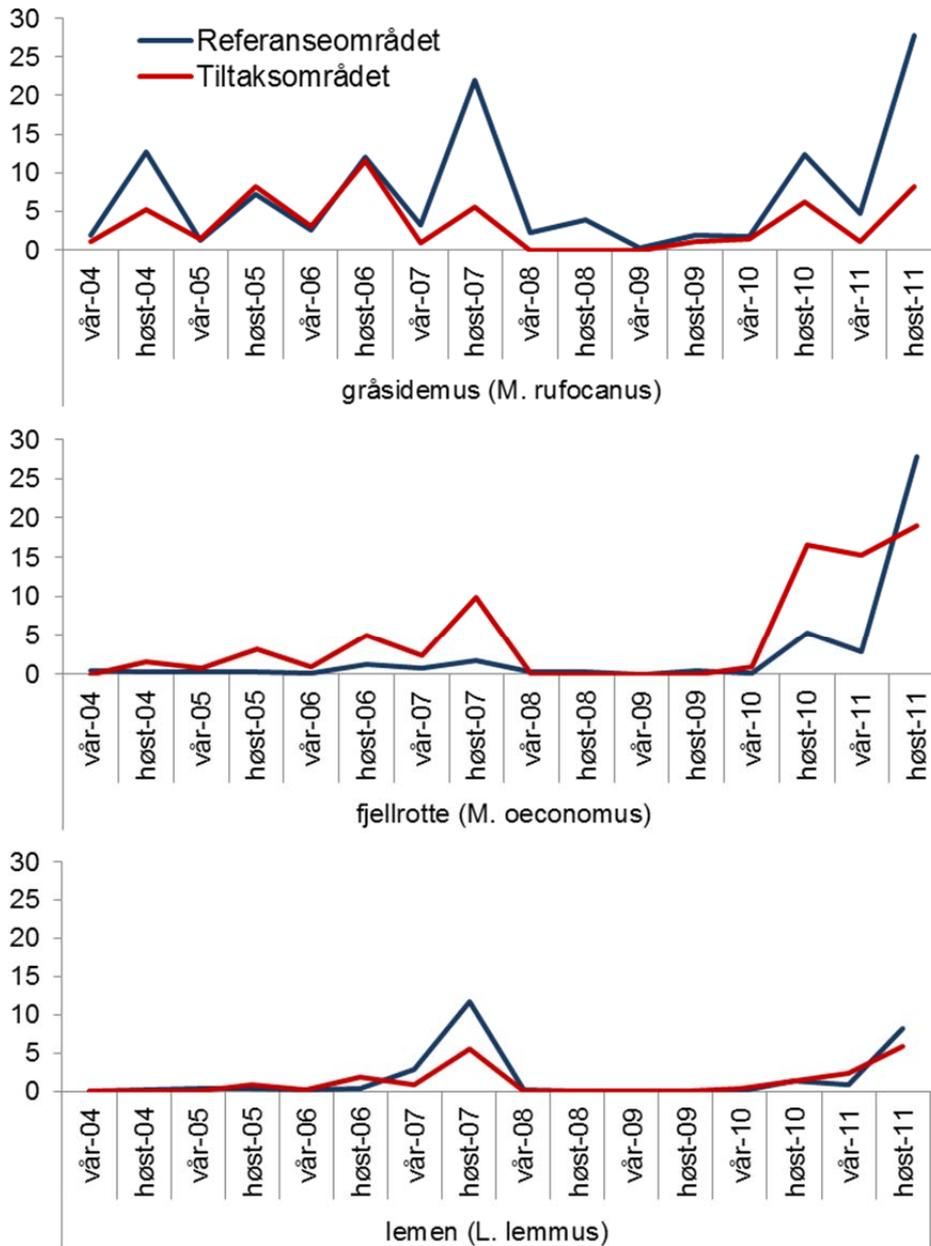 30
25
20
15
10
5
0
Referanseområdet
Tiltaksområdet
vår-04
høst-04
vår-05
høst-05
vår-06
høst-06
vår-07
høst-07
vår-08
høst-08
vår-09
høst-09
vår-10
høst-10
vår-11
høst-11
gråsidemus (M. rufocanus)
30
25
20
15
10
5
0
vår-04
høst-04
vår-05
høst-05
vår-06
høst-06
vår-07
høst-07
vår-08
høst-08
vår-09
høst-09
vår-10
høst-10
vår-11
høst-11
fjellrotte (M. oeconomus)
30
25
20
15
10
5
0
vår-04
høst-04
vår-05
høst-05
vår-06
høst-06
vår-07
høst-07
vår-08
høst-08
vår-09
høst-09
vår-10
høst-10
vår-11
høst-11
lemen (L. lemmus)